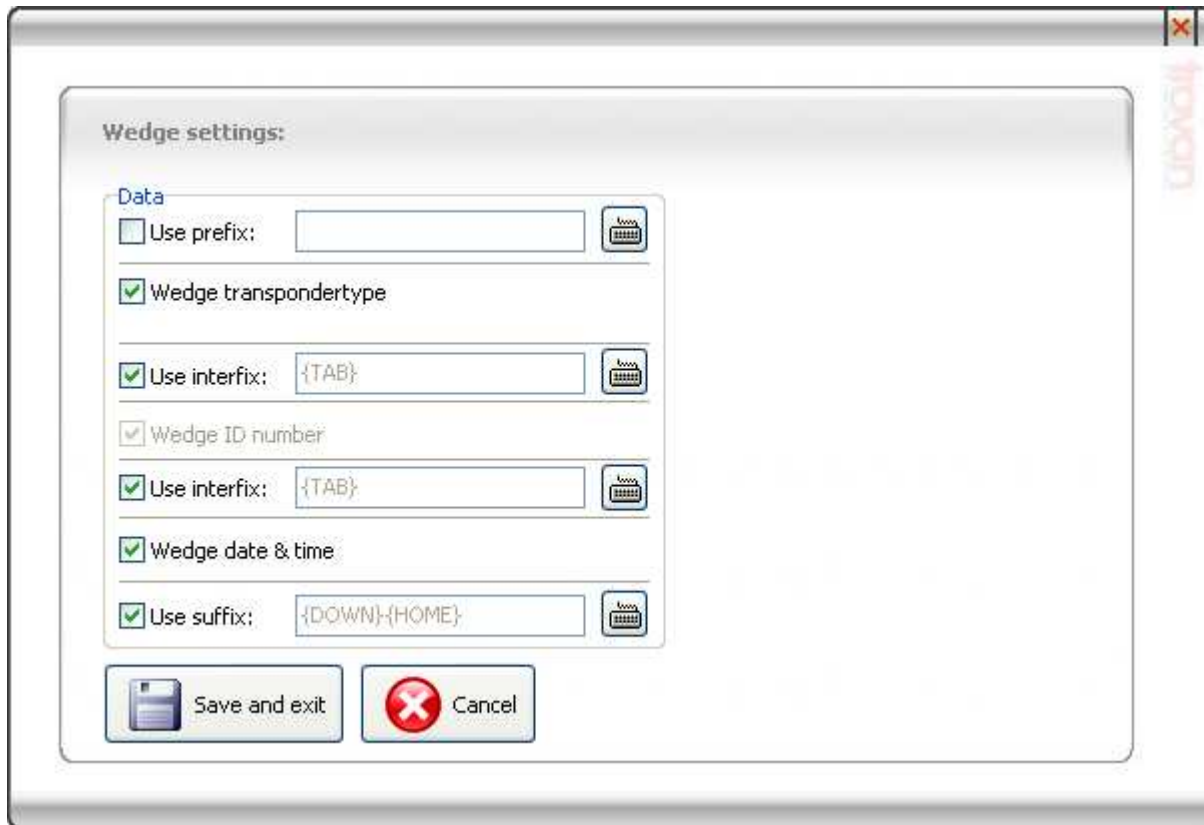 trovan
Wedge settings:
Data
Use prefix:
Wedge transpondertype
Use interfix: {TAB}
Wedge ID number
Use interfix: {TAB}
Wedge date & time
Use suffix: {DOWN}{HOME}
Save and exit Cancel